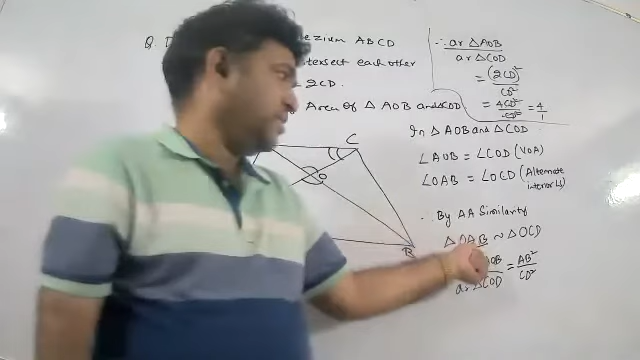 Q.
ezium ABCD
tersect each other
= 2CD.
Area of △ AOB and △COD
C
O
B
∴ ar △AOB
ar △COD
= (2CD)²
CD²
= 4CD² = 4
CD² 1
In △ AOB and △ COD
∠AOB = ∠COD (VOA)
∠OAB = ∠OCD (Alternate
interior ∠s)
∴ By AA Similarity
△ OAB ~ △ OCD
OB = AB²
ar △COD CD²